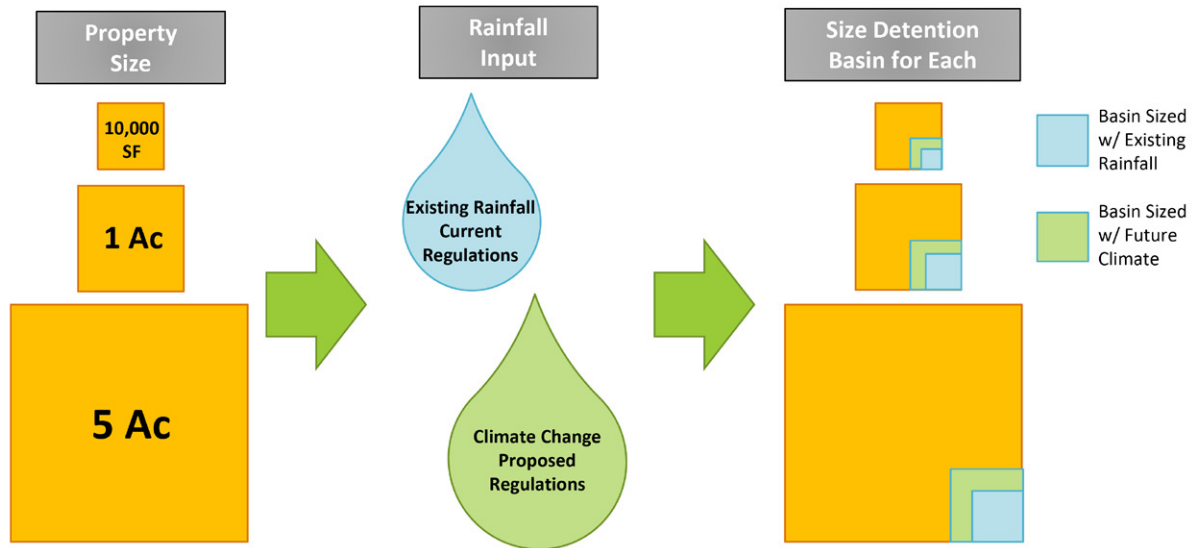 Property
Size
10,000
SF
1 Ac
5 Ac
Rainfall
Input
Existing Rainfall
Current
Regulations
Climate Change
Proposed
Regulations
Size Detention
Basin for Each
Basin Sized
w/ Existing
Rainfall
Basin Sized
w/ Future
Climate